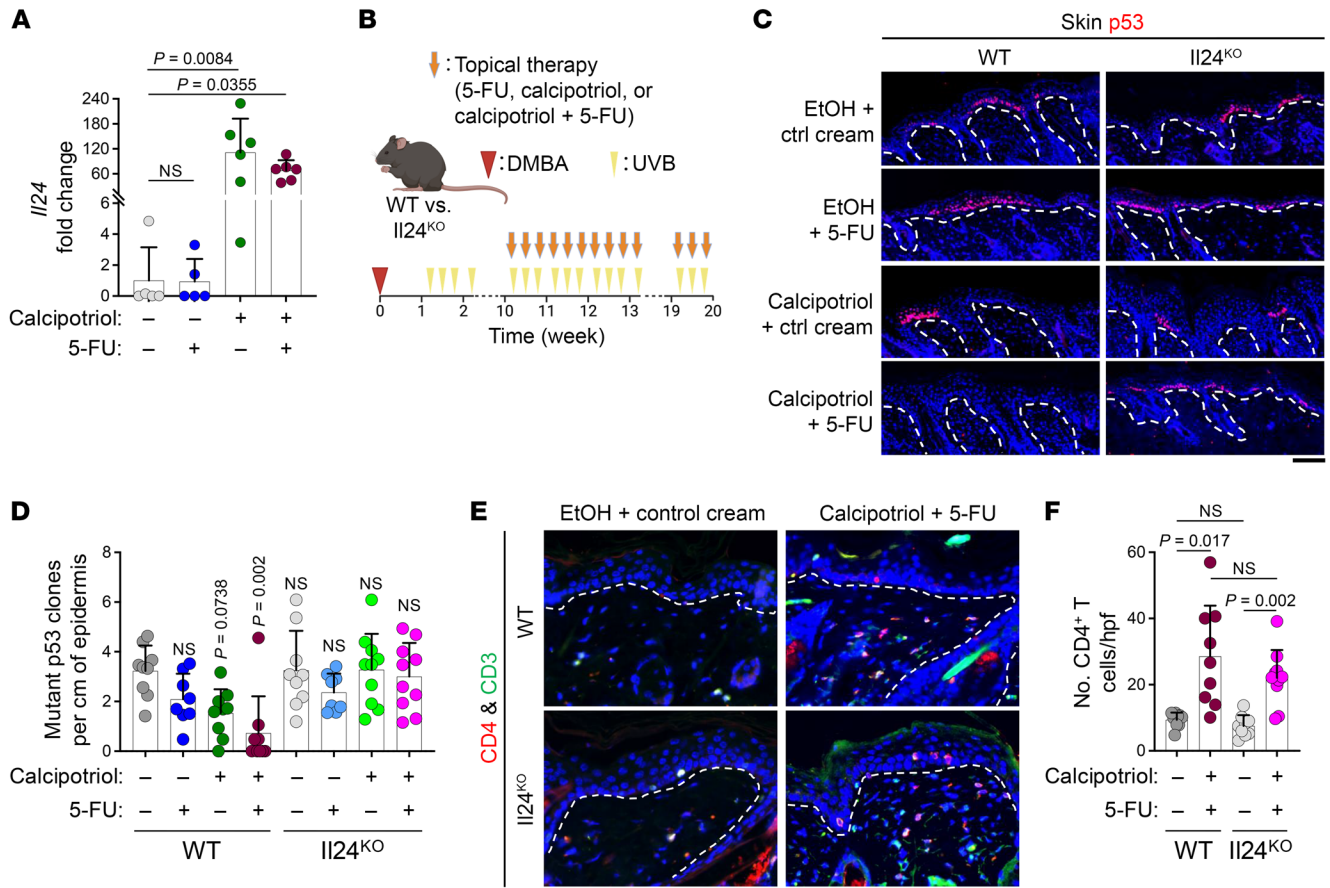 A
P = 0.0084
P = 0.0355
NS
Il24
fold change
240
180
120
60
6
4
2
0
Calcipotriol: – – + +
5-FU: – + – +
B
: Topical therapy
(5-FU, calcipotriol, or
calcipotriol + 5-FU)
:DMBA :UVB
WT vs.
Il24KO
0 1 2 10 11 12 13 19 20
Time (week)
C
Skin p53
WT Il24KO
EtOH +
ctrl cream
EtOH
+ 5-FU
Calcipotriol
+ ctrl cream
Calcipotriol
+ 5-FU
D
Mutant p53 clones
per cm of epidermis
8
6
4
2
0
NS
P = 0.0738
P = 0.002
NS
NS
NS
NS
Calcipotriol: – – + + – – + +
5-FU: – + – + – + – +
WT Il24KO
E
EtOH + control cream Calcipotriol + 5-FU
CD4 & CD3
WT
Il24KO
F
NS
P = 0.017
NS
P = 0.002
No. CD4+ T
cells/hpf
60
40
20
0
Calcipotriol: – + – +
5-FU: – + – +
WT Il24KO